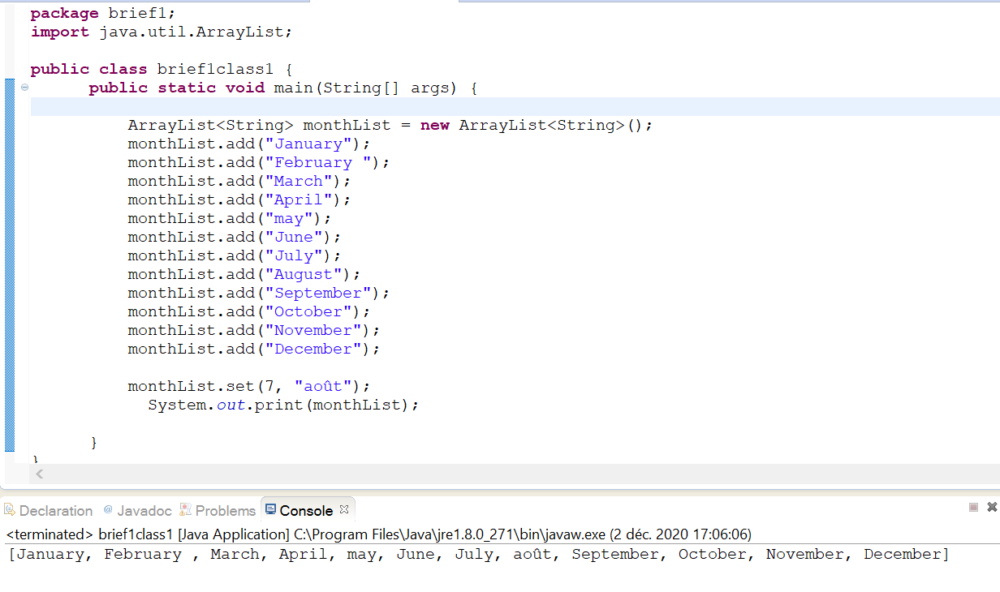 package brief1;
import java.util.ArrayList;
public class brief1class1 {
public static void main(String[] args) {
ArrayList<String> monthList = new ArrayList<String>();
monthList.add("January");
monthList.add("February ");
monthList.add("March");
monthList.add("April");
monthList.add("may");
monthList.add("June");
monthList.add("July");
monthList.add("August");
monthList.add("September");
monthList.add("October");
monthList.add("November");
monthList.add("December");
monthList.set(7, "août");
System.out.print(monthList);
}
}
Declaration @ Javadoc Problems Console
<terminated> brief1class1 [Java Application] C:\Program Files\Java\jre1.8.0_271\bin\javaw.exe (2 déc. 2020 17:06:06)
[January, February , March, April, may, June, July, août, September, October, November, December]